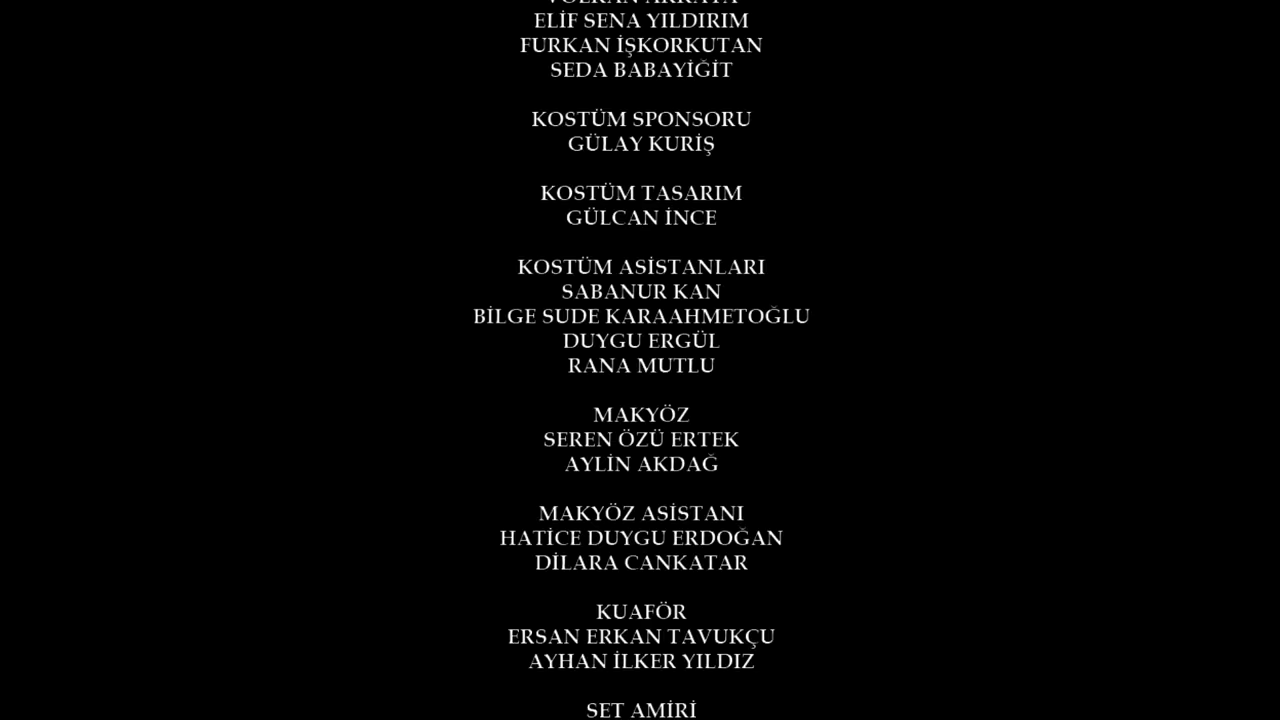 ELİF SENA YILDIRIM
FURKAN İŞKORKUTAN
SEDA BABAYİĞİT
KOSTÜM SPONSORU
GÜLAY KURİŞ
KOSTÜM TASARIM
GÜLCAN İNCE
KOSTÜM ASİSTANLARI
SABANUR KAN
BİLGE SUDE KARAAHMETOĞLU
DUYGU ERGÜL
RANA MUTLU
MAKYÖZ
SEREN ÖZÜ ERTEK
AYLİN AKDAĞ
MAKYÖZ ASİSTANI
HATİCE DUYGU ERDOĞAN
DİLARA CANKATAR
KUAFÖR
ERSAN ERKAN TAVUKÇU
AYHAN İLKER YILDIZ
SET AMİRİ